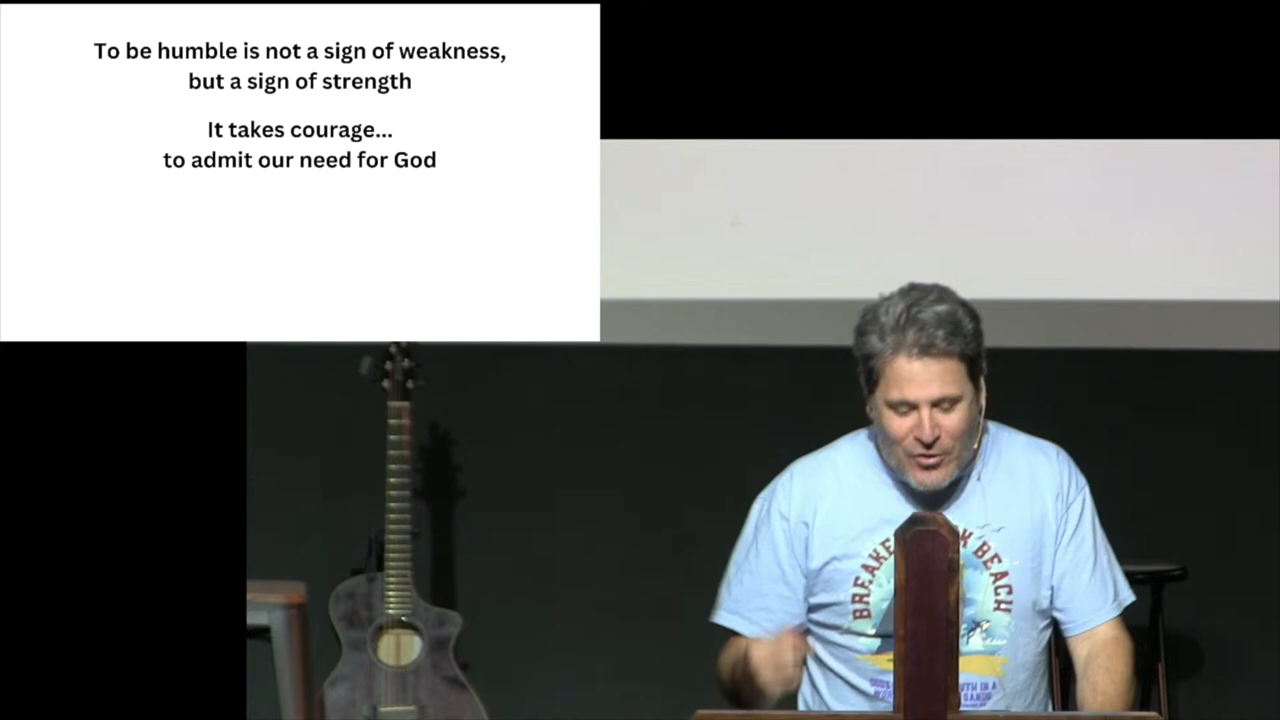 To be humble is not a sign of weakness,
but a sign of strength
It takes courage...
to admit our need for God
BEACH